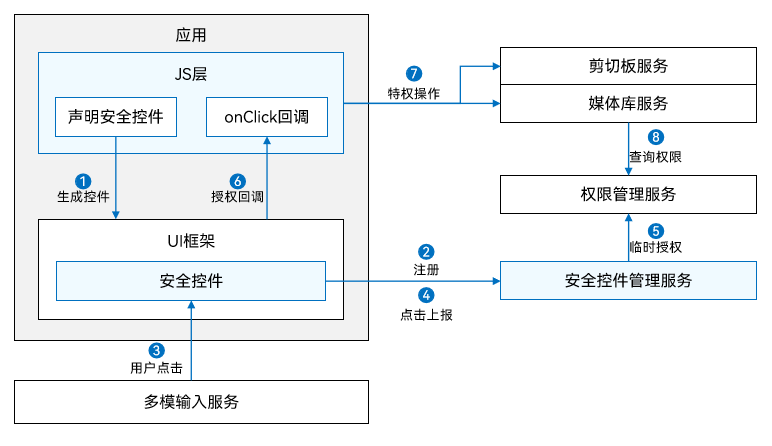 应用
JS层
声明安全控件
onClick回调
1
生成控件
6
授权回调
UI框架
安全控件
3
用户点击
多模输入服务
7
特权操作
2
注册
4
点击上报
剪切板服务
媒体库服务
8
查询权限
权限管理服务
5
临时授权
安全控件管理服务